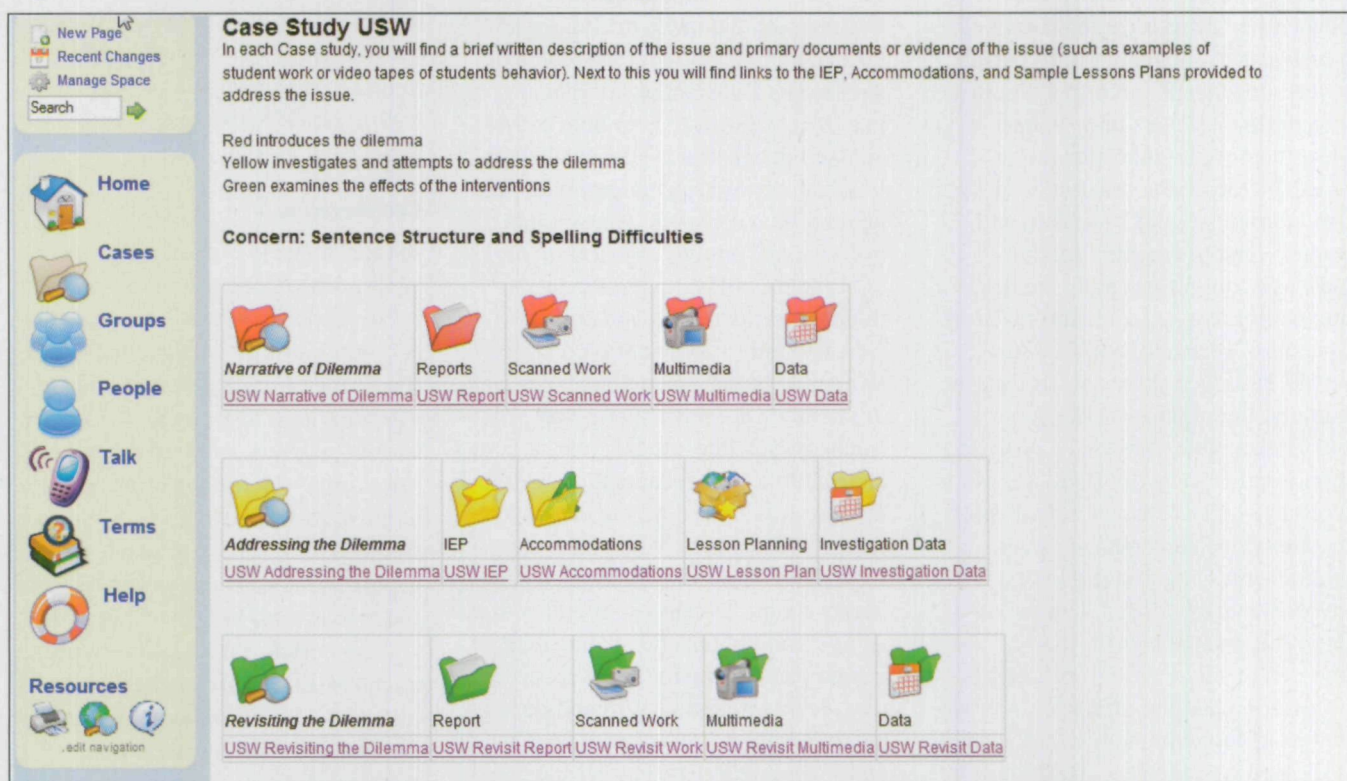 New Page
Recent Changes
Manage Space
Search
Home
Cases
Groups
People
Talk
Terms
Help
Resources
.edit navigation
Case Study USW
In each Case study, you will find a brief written description of the issue and primary documents or evidence of the issue (such as examples of
student work or video tapes of students behavior). Next to this you will find links to the IEP, Accommodations, and Sample Lessons Plans provided to
address the issue.
Red introduces the dilemma
Yellow investigates and attempts to address the dilemma
Green examines the effects of the interventions
Concern: Sentence Structure and Spelling Difficulties
Narrative of Dilemma Reports Scanned Work Multimedia Data
USW Narrative of Dilemma USW Report USW Scanned Work USW Multimedia USW Data
Addressing the Dilemma IEP Accommodations Lesson Planning Investigation Data
USW Addressing the Dilemma USW IEP USW Accommodations USW Lesson Plan USW Investigation Data
Revisiting the Dilemma Report Scanned Work Multimedia Data
USW Revisiting the Dilemma USW Revisit Report USW Revisit Work USW Revisit Multimedia USW Revisit Data